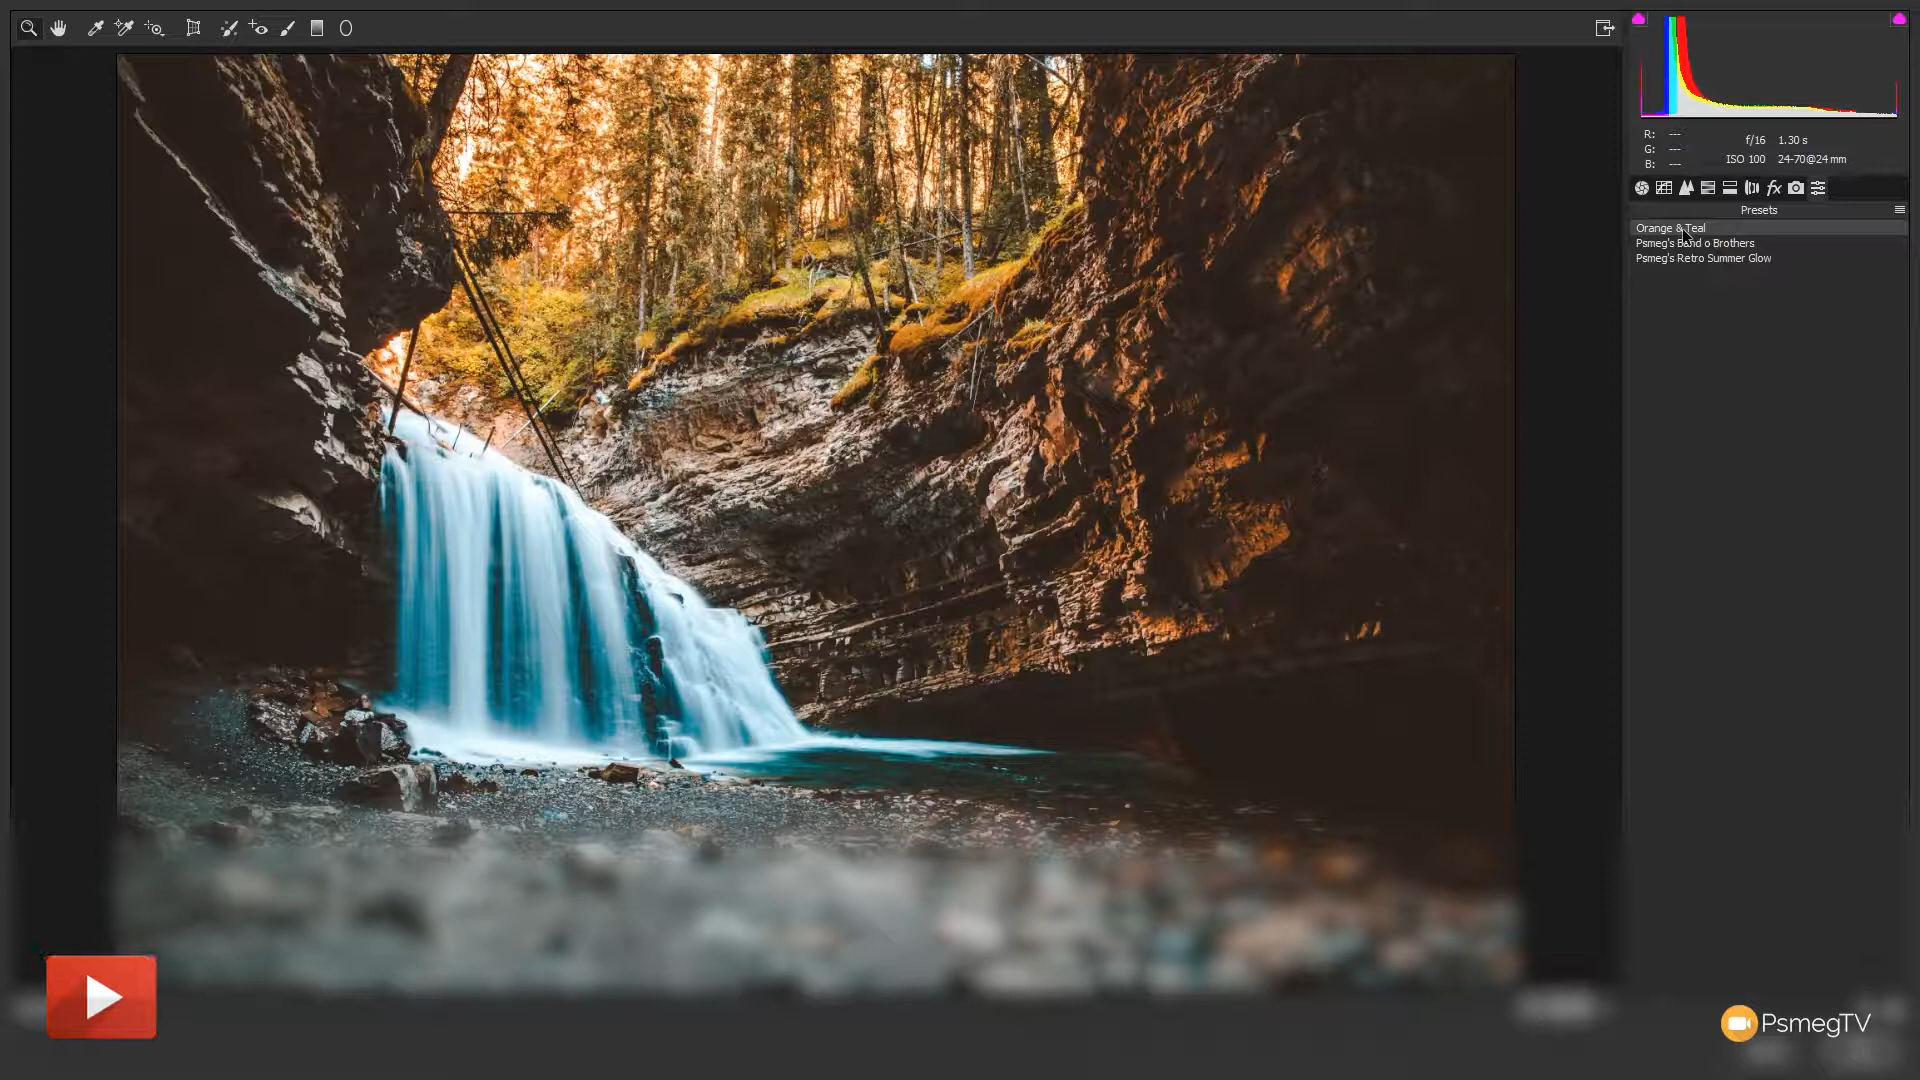 R: ---
G: ---
B: ---
f/16 1.30 s
ISO 100 24-70@24 mm
fx
Presets
Orange & Teal
Psmeg's Band o Brothers
Psmeg's Retro Summer Glow
PsmegTV